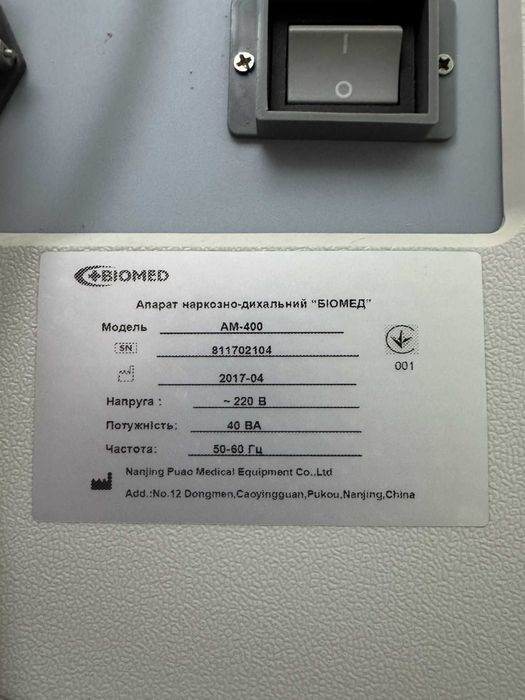 BIOMED
Апарат наркозно-дихальний "БІОМЕД"
Модель AM-400
SN 811702104
2017-04
Напруга : ~ 220 В
Потужність: 40 ВА
Частота: 50-60 Гц
001
Nanjing Puao Medical Equipment Co.,Ltd
Add.:No.12 Dongmen,Caoyingguan,Pukou,Nanjing,China